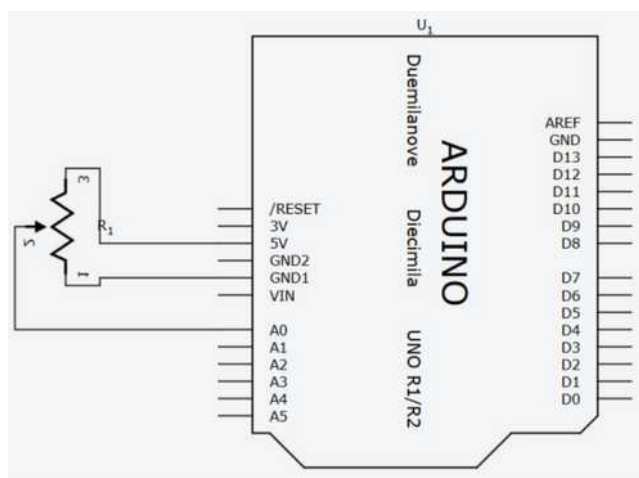 U1
Duemilanove
Diecimila
UNO R1/R2
ARDUINO
3
R1
2
1
/RESET
3V
5V
GND2
GND1
VIN
A0
A1
A2
A3
A4
A5
AREF
GND
D13
D12
D11
D10
D9
D8
D7
D6
D5
D4
D3
D2
D1
D0